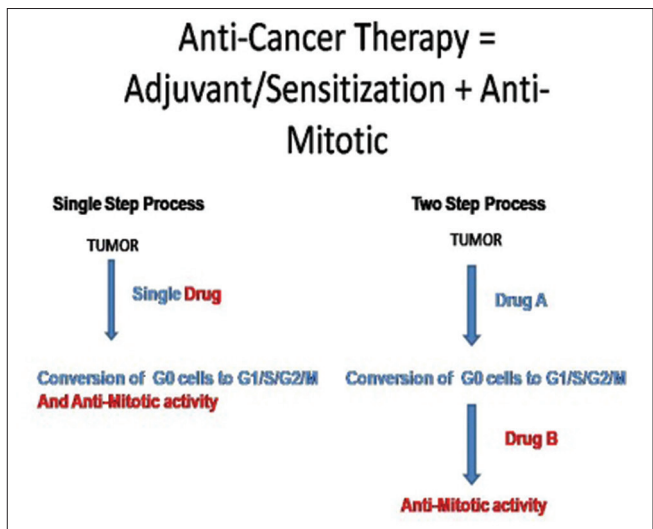 Anti-Cancer Therapy =
Adjuvant/Sensitization + Anti-
Mitotic
Single Step Process
TUMOR
Single Drug
Conversion of G0 cells to G1/S/G2/M
And Anti-Mitotic activity
Two Step Process
TUMOR
Drug A
Conversion of G0 cells to G1/S/G2/M
Drug B
Anti-Mitotic activity